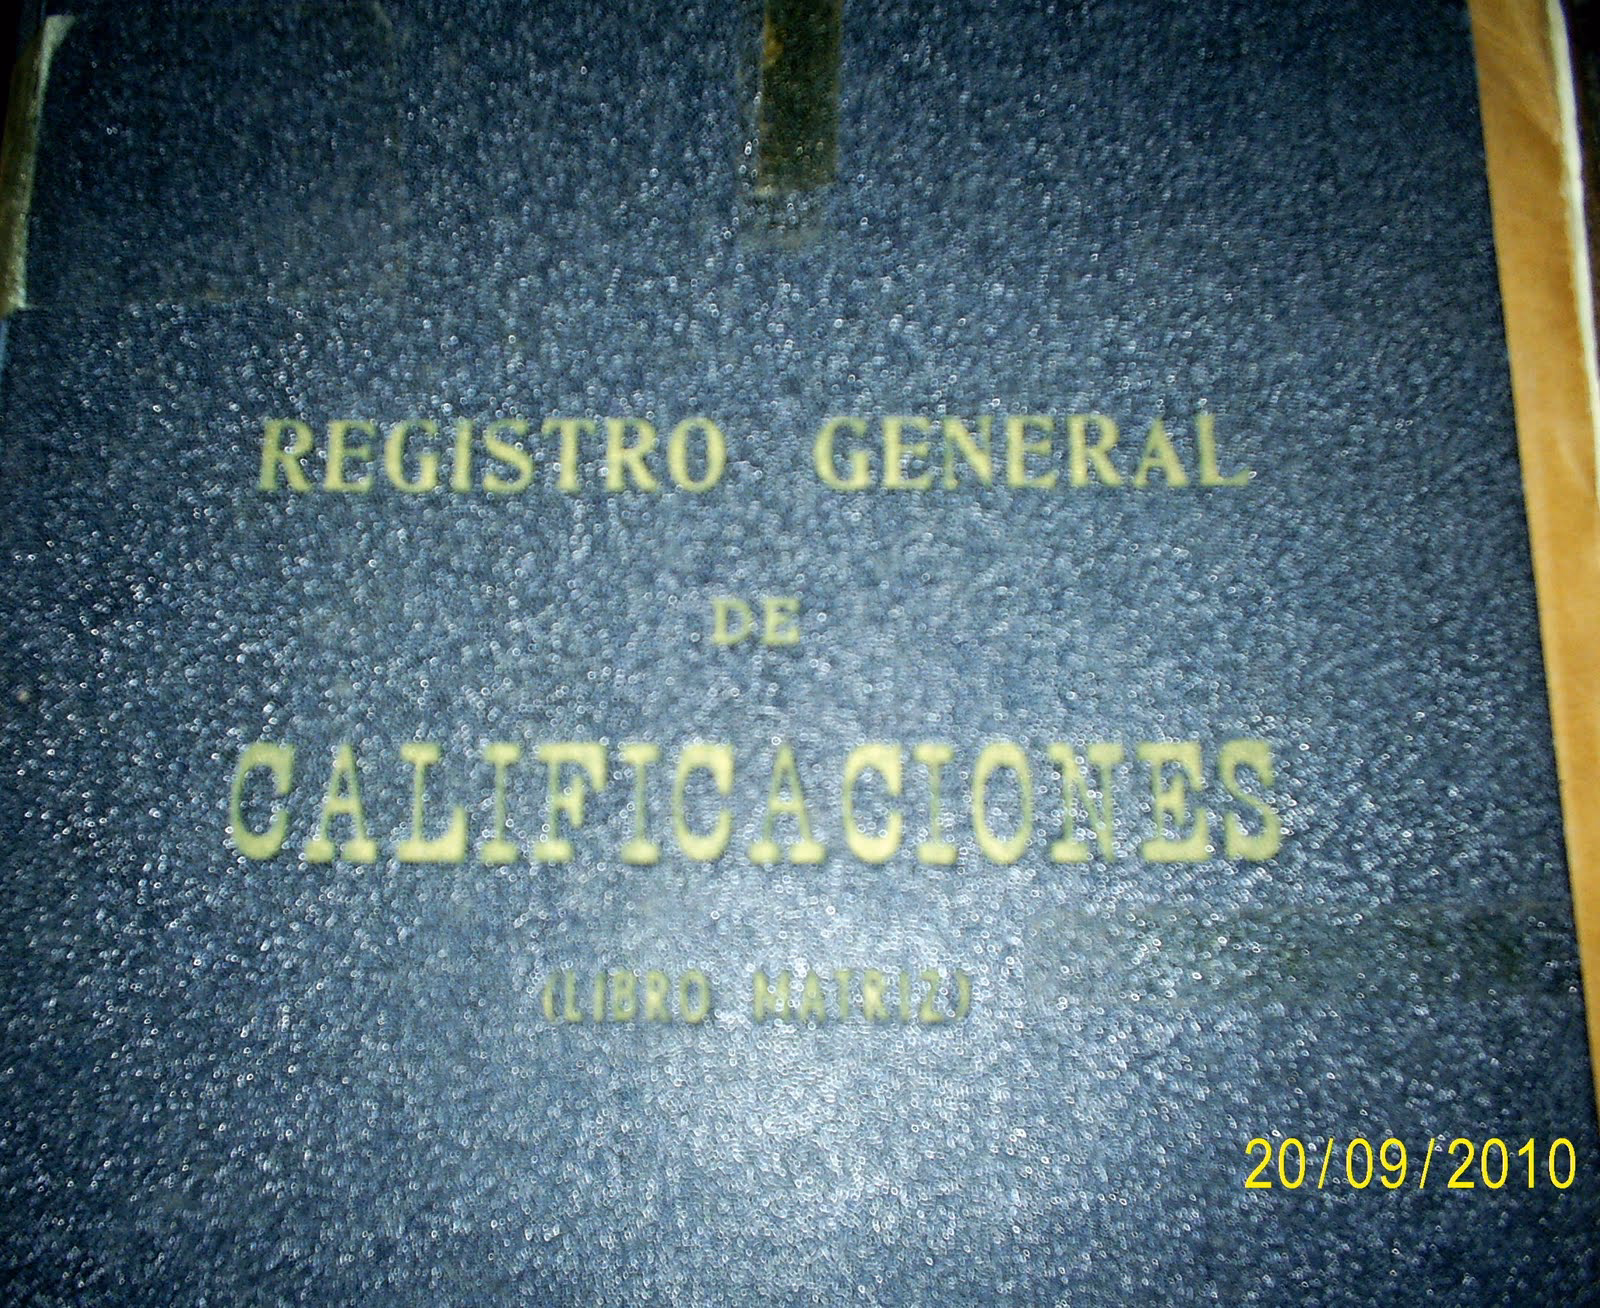 REGISTRO GENERAL
DE
CALIFICACIONES
(LIBRO MATRIZ)
20/09/2010